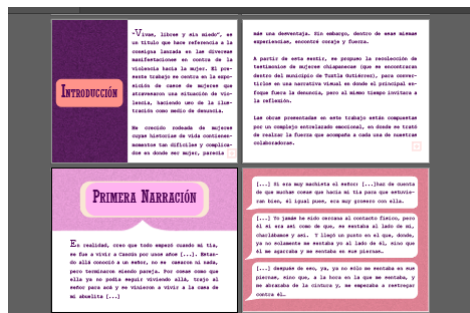 INTRODUCCIÓN
-Vivas, libres y sin miedo", es
un título que hace referencia a la
consigna lanzada en las diversas
manifestaciones en contra de la
violencia hacia la mujer. El pre-
sente trabajo se centra en la expo-
sición de casos de mujeres que
atravesaron una situación de vio-
lencia, haciendo uso de la ilus-
tración como medio de denuncia.
He crecido rodeada de mujeres
cuyas historias de vida contienen
momentos tan difíciles y complica-
dos en donde ser mujer, parecía
más una desventaja. Sin embargo, dentro de esas mismas
experiencias, encontré coraje y fuerza.
A partir de esta sentir, se propuso la recolección de
testimonios de mujeres chiapanecas (que se encontraran
dentro del municipio de Tuxtla Gutiérrez), para conver-
tirlos en una narrativa visual en donde el principal en-
foque fuera la denuncia, pero al mismo tiempo invitara a
la reflexión.
Las obras presentadas en este trabajo están compuestas
por un complejo entrelazado emocional, en donde se trató
de realzar la fuerza que acompaña a cada una de nuestras
colaboradoras.
PRIMERA NARRACIÓN
En realidad, creo que todo empezó cuando mi tía,
se fue a vivir a Cancún por unos años [...]. Estan-
do allá conoció a un señor, no se casaron ni nada,
pero terminaron siendo pareja. Por cosas como que
ella ya no podía seguir viviendo allá, trajo al
señor para acá y se vinieron a vivir a la casa de
mi abuelita [...]
[...] Si era muy machista el señor; [...]haz de cuenta
de que muchas cosas que hacía mi tía para que estuvie-
ran bien, él igual pues, era muy grosero con ella.
[...] Yo jamás he sido cercana al contacto físico, pero
él si era así como de que, se sentaba al lado de mí,
charlábamos y así. Y llegó un punto en el que, donde,
ya no solamente se sentaba yo al lado de él, sino que
él me agarraba y me sentaba en sus piernas.
[...] después de eso, ya, ya no sólo me sentaba en sus
piernas, sino que, a la hora en la que me sentaba, y
me abrazaba de la cintura y, me empezaba a restregar
contra él.